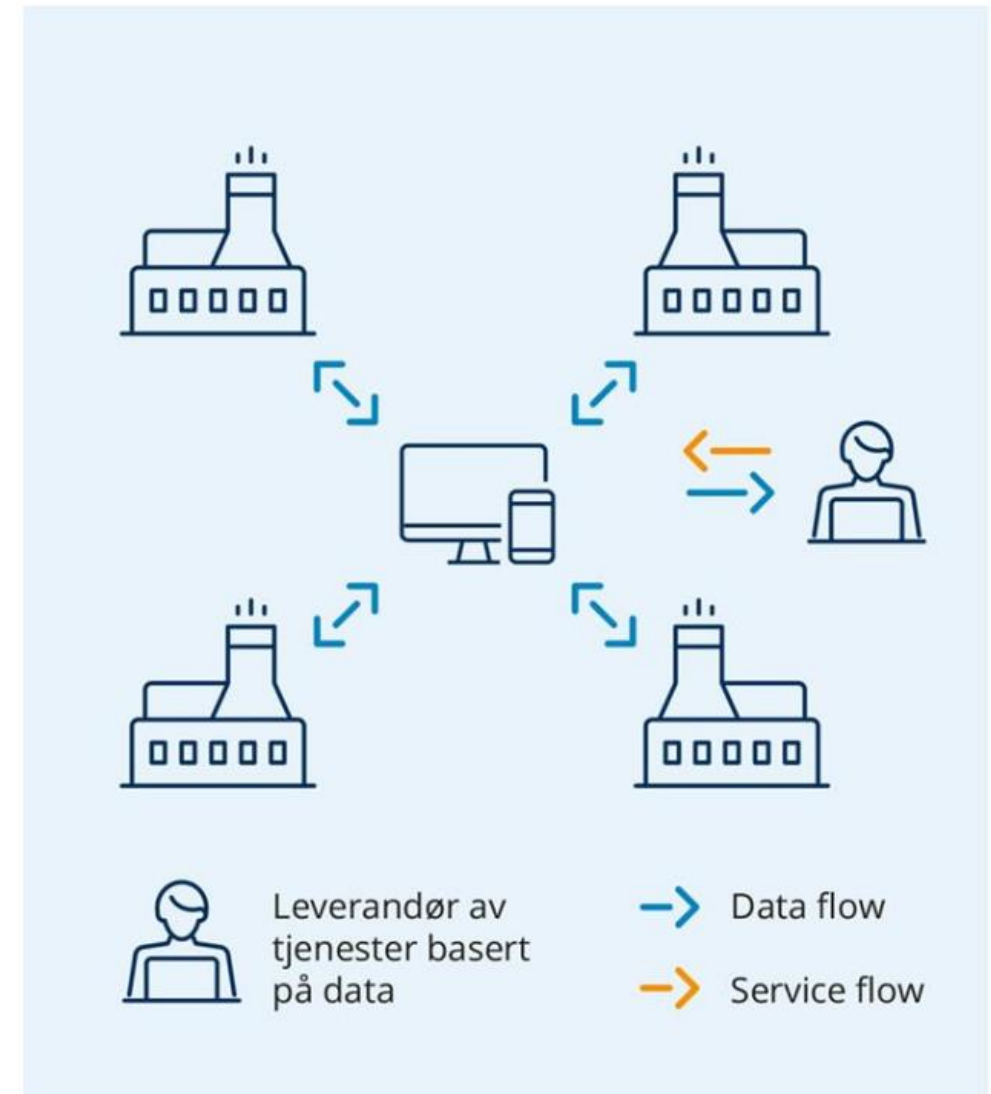 Leverandør av
tjenester basert
på data
Data flow
Service flow